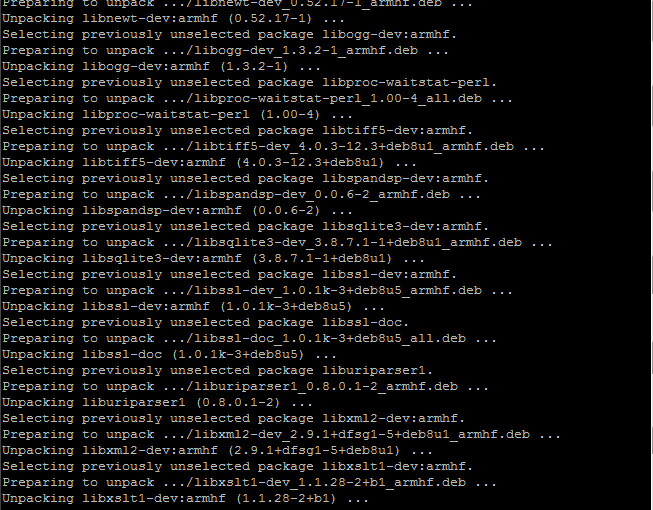 Preparing to unpack .../libnewt-dev_0.52.17-1_armhf.deb ...
Unpacking libnewt-dev:armhf (0.52.17-1) ...
Selecting previously unselected package libogg-dev:armhf.
Preparing to unpack .../libogg-dev_1.3.2-1_armhf.deb ...
Unpacking libogg-dev:armhf (1.3.2-1) ...
Selecting previously unselected package libproc-waitstat-perl.
Preparing to unpack .../libproc-waitstat-perl_1.00-4_all.deb ...
Unpacking libproc-waitstat-perl (1.00-4) ...
Selecting previously unselected package libtiff5-dev:armhf.
Preparing to unpack .../libtiff5-dev_4.0.3-12.3+deb8u1_armhf.deb ...
Unpacking libtiff5-dev:armhf (4.0.3-12.3+deb8u1) ...
Selecting previously unselected package libspandsp-dev:armhf.
Preparing to unpack .../libspandsp-dev_0.0.6-2_armhf.deb ...
Unpacking libspandsp-dev:armhf (0.0.6-2) ...
Selecting previously unselected package libsqlite3-dev:armhf.
Preparing to unpack .../libsqlite3-dev_3.8.7.1-1+deb8u1_armhf.deb ...
Unpacking libsqlite3-dev:armhf (3.8.7.1-1+deb8u1) ...
Selecting previously unselected package libssl-dev:armhf.
Preparing to unpack .../libssl-dev_1.0.1k-3+deb8u5_armhf.deb ...
Unpacking libssl-dev:armhf (1.0.1k-3+deb8u5) ...
Selecting previously unselected package libssl-doc.
Preparing to unpack .../libssl-doc_1.0.1k-3+deb8u5_all.deb ...
Unpacking libssl-doc (1.0.1k-3+deb8u5) ...
Selecting previously unselected package liburiparser1.
Preparing to unpack .../liburiparser1_0.8.0.1-2_armhf.deb ...
Unpacking liburiparser1 (0.8.0.1-2) ...
Selecting previously unselected package libxml2-dev:armhf.
Preparing to unpack .../libxml2-dev_2.9.1+dfsg1-5+deb8u1_armhf.deb ...
Unpacking libxml2-dev:armhf (2.9.1+dfsg1-5+deb8u1) ...
Selecting previously unselected package libxslt1-dev:armhf.
Preparing to unpack .../libxslt1-dev_1.1.28-2+b1_armhf.deb ...
Unpacking libxslt1-dev:armhf (1.1.28-2+b1) ...